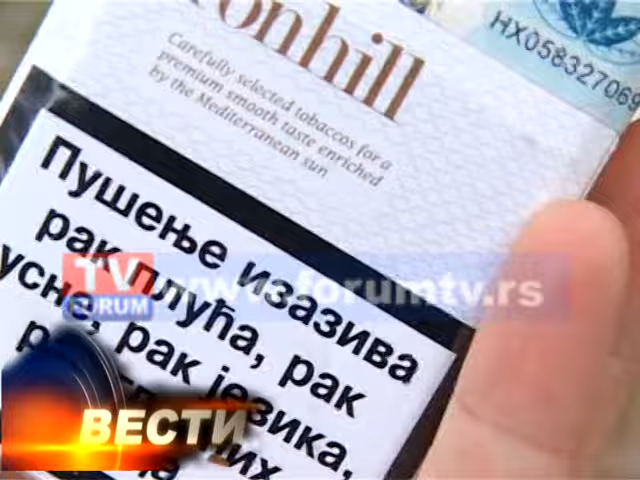 onhill
HX058327069
Carefully selected tobaccos for a
premium smooth taste enriched
by the Mediterranean sun
Пушење изазива
рак плућа, рак
усне, рак језика,
TV
FORUM
www.forumtv.rs
ВЕСТИ